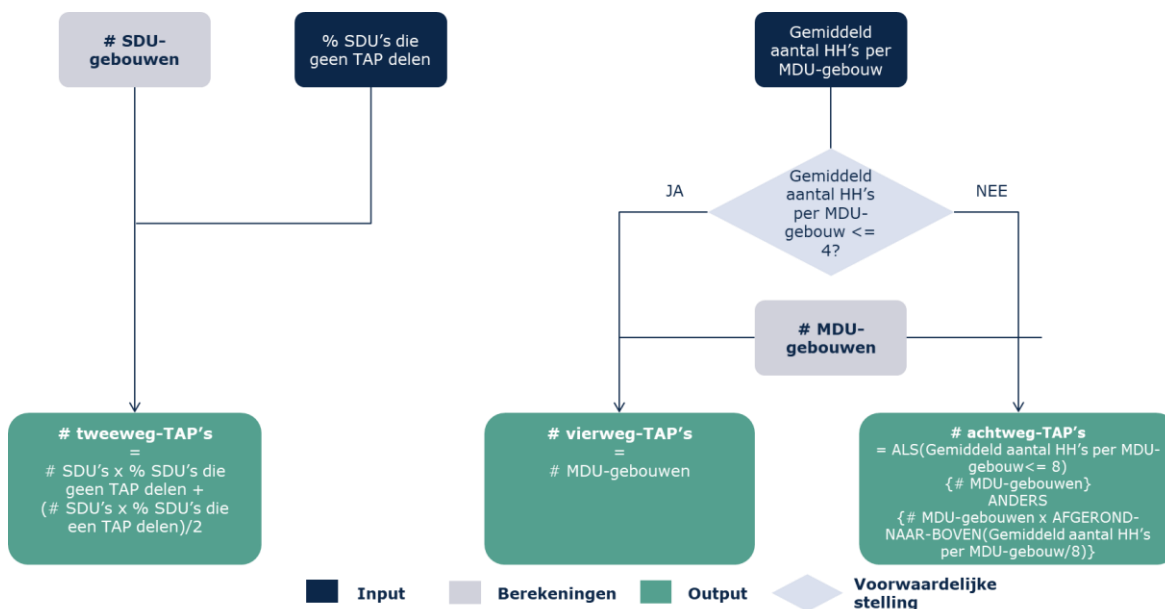 # SDU-
gebouwen
% SDU's die
geen TAP delen
Gemiddeld
aantal HH's per
MDU-gebouw
JA
Gemiddeld
aantal HH's
per MDU-
gebouw <=
4?
NEE
# MDU-
gebouwen
# tweeweg-TAP's
=
# SDU's x % SDU's die
geen TAP delen +
(# SDU's x % SDU's die
een TAP delen)/2
# vierweg-TAP's
=
# MDU-gebouwen
# achtweg-TAP's
= ALS(Gemiddeld aantal HH's per MDU-
gebouw<= 8)
{# MDU-gebouwen}
ANDERS
{# MDU-gebouwen x AFGEROND-
NAAR-BOVEN(Gemiddeld aantal HH's
per MDU-gebouw/8)}
Input
Berekeningen
Output
Voorwaardelijke
stelling